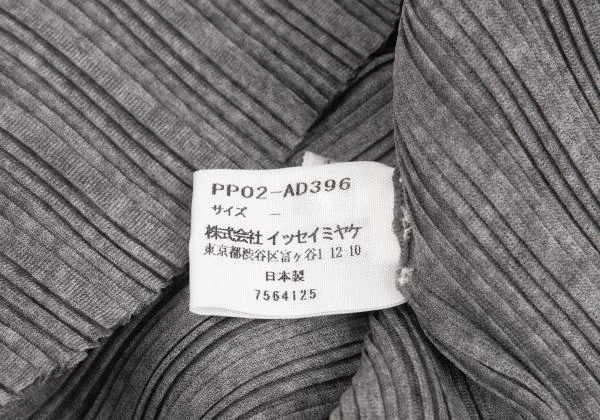 PP02-AD396
サイズ －
株式会社 イッセイミヤケ
東京都渋谷区富ヶ谷1 12 10
日本製
7564125